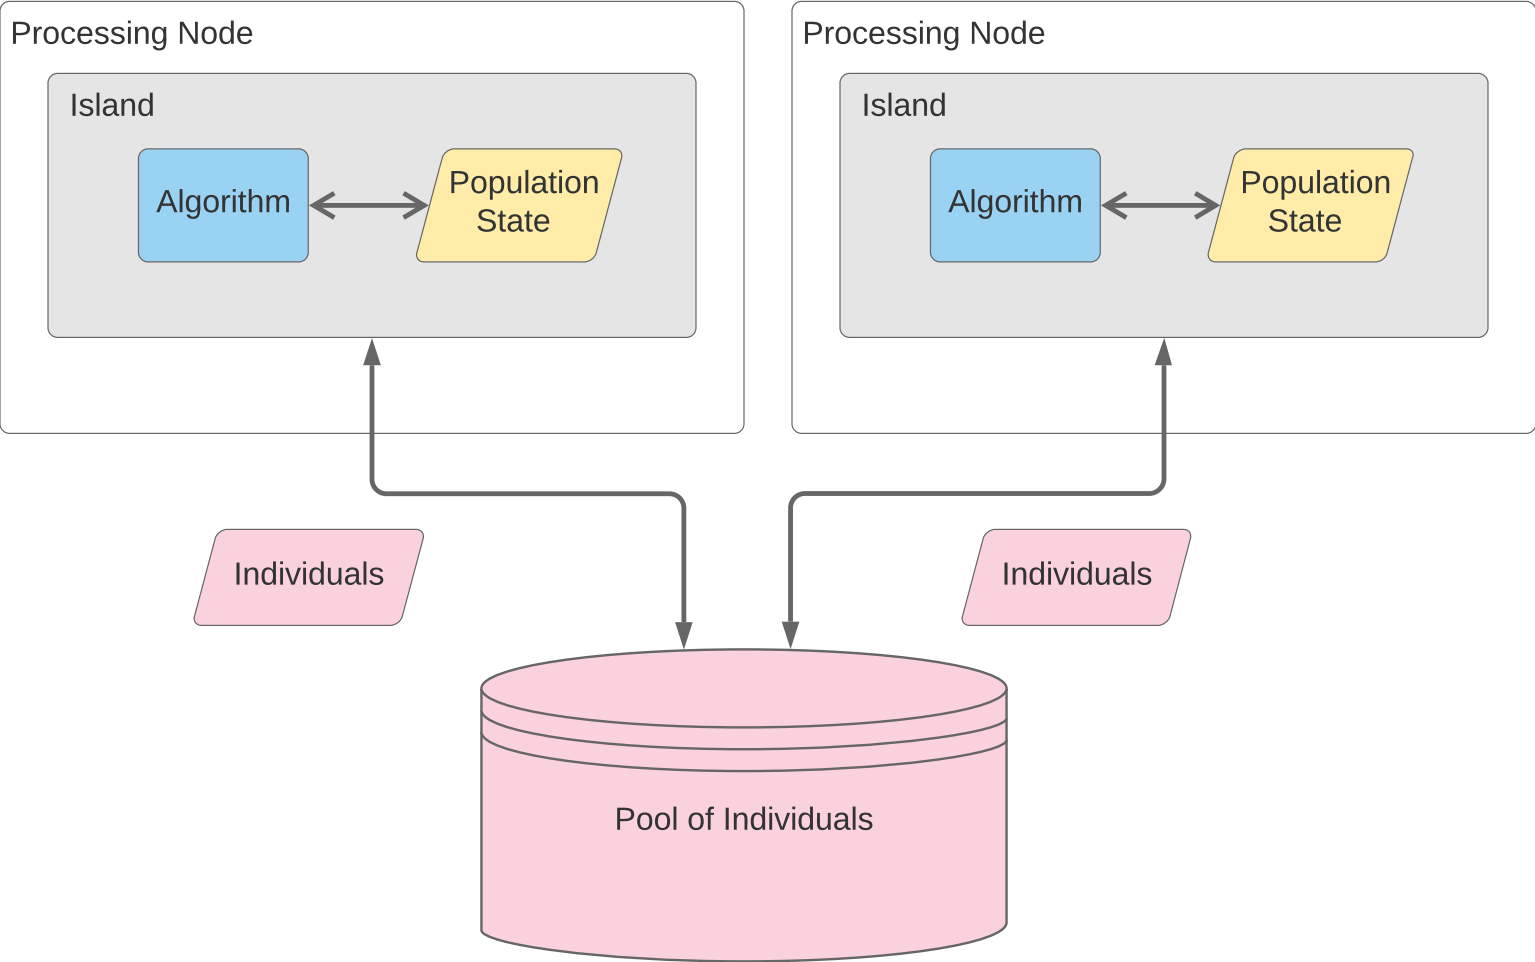 Processing Node
Island
Algorithm
Population
State
Processing Node
Island
Algorithm
Population
State
Individuals
Individuals
Pool of Individuals